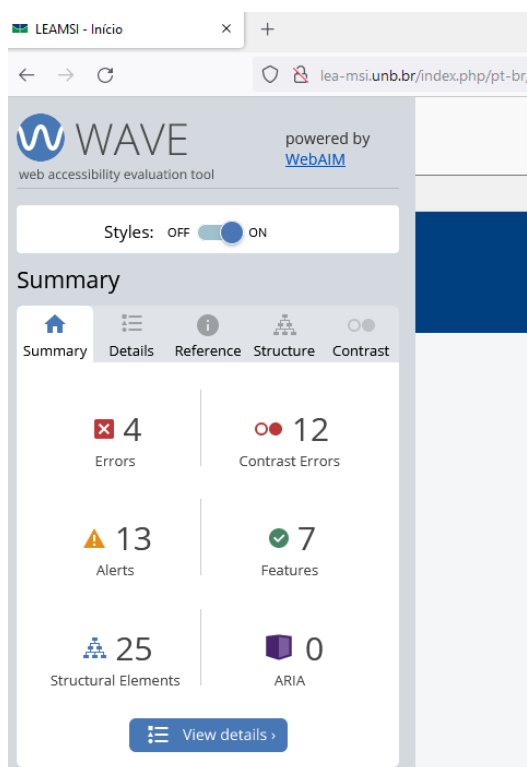 LEAMSI - Início
lea-msi.unb.br/index.php/pt-br/
WAVE
web accessibility evaluation tool
powered by
WebAIM
Styles: OFF ON
Summary
Summary Details Reference Structure Contrast
4
Errors
12
Contrast Errors
13
Alerts
7
Features
25
Structural Elements
0
ARIA
View details ›